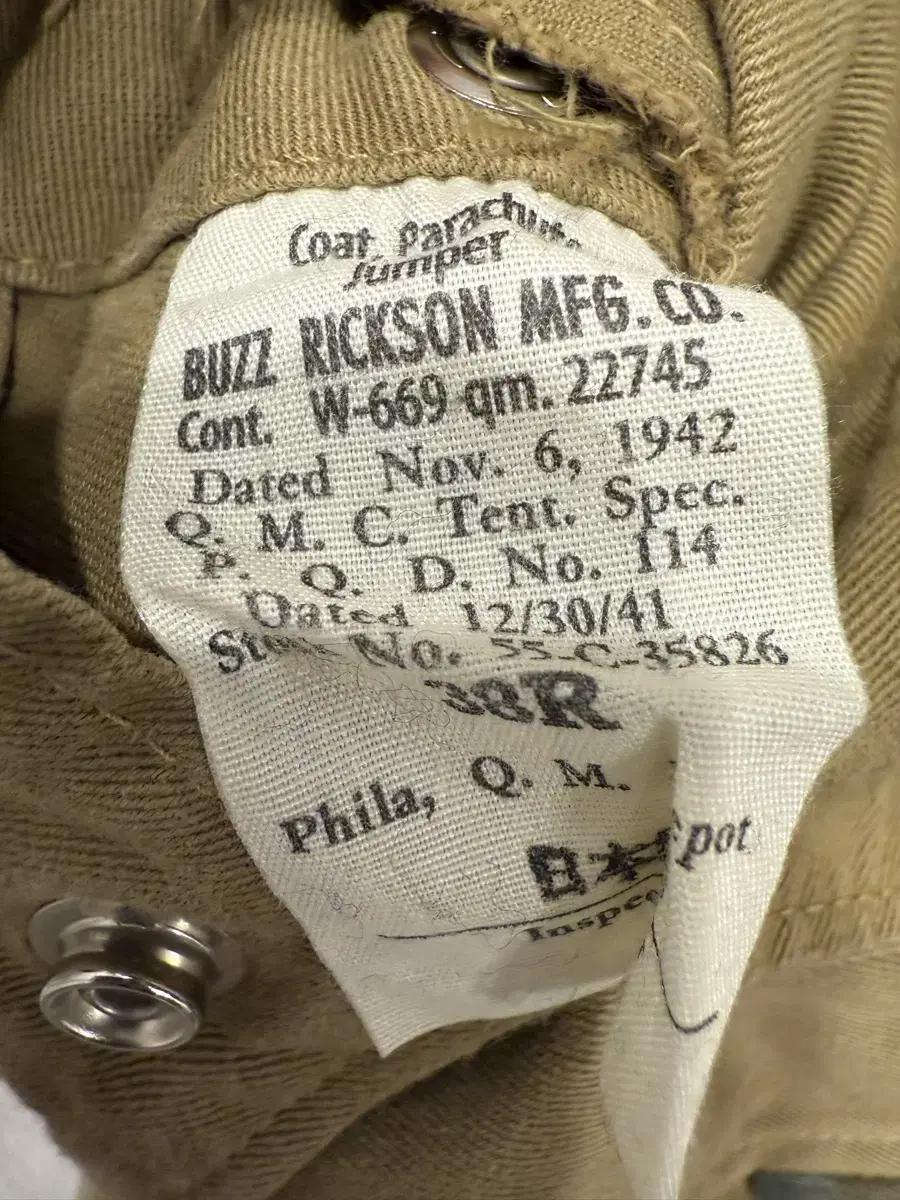 Coat, Parachute
Jumper
BUZZ RICKSON MFG. CO.
Cont. W-669 qm. 22745
Dated Nov. 6, 1942
Q. M. C. Tent. Spec.
P. Q. D. No. 114
Dated 12/30/41
Stock No. 55-C-35826
38R
Phila, Q. M. pot
Inspec